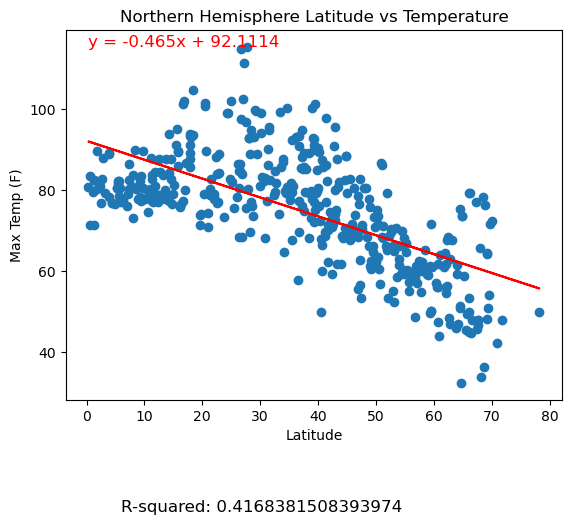 Northern Hemisphere Latitude vs Temperature
y = -0.465x + 92.1114
Max Temp (F)
100
80
60
40
0 10 20 30 40 50 60 70 80
Latitude
R-squared: 0.4168381508393974